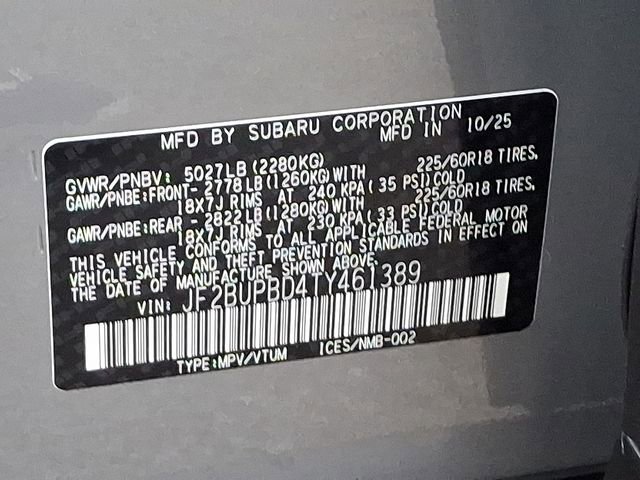 MFD BY SUBARU CORPORATION
MFD IN 10/25
GVWR/PNBV: 5027LB (2280KG)
GAWR/PNBE:FRONT- 2778LB(1260KG)WITH 225/60R18 TIRES,
18X7J RIMS AT 240 KPA( 35 PSI)COLD
GAWR/PNBE:REAR - 2822LB(1280KG)WITH 225/60R18 TIRES,
18X7J RIMS AT 230 KPA( 33 PSI)COLD
THIS VEHICLE CONFORMS TO ALL APPLICABLE FEDERAL MOTOR
VEHICLE SAFETY AND THEFT PREVENTION STANDARDS IN EFFECT ON
THE DATE OF MANUFACTURE SHOWN ABOVE.
VIN: JF2BUPBD4TY461389
TYPE:MPV/VTUM ICES/NMB-002